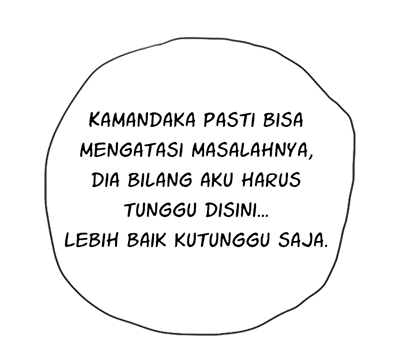 KAMANDAKA PASTI BISA
MENGATASI MASALAHNYA,
DIA BILANG AKU HARUS
TUNGGU DISINI...
LEBIH BAIK KUTUNGGU SAJA.